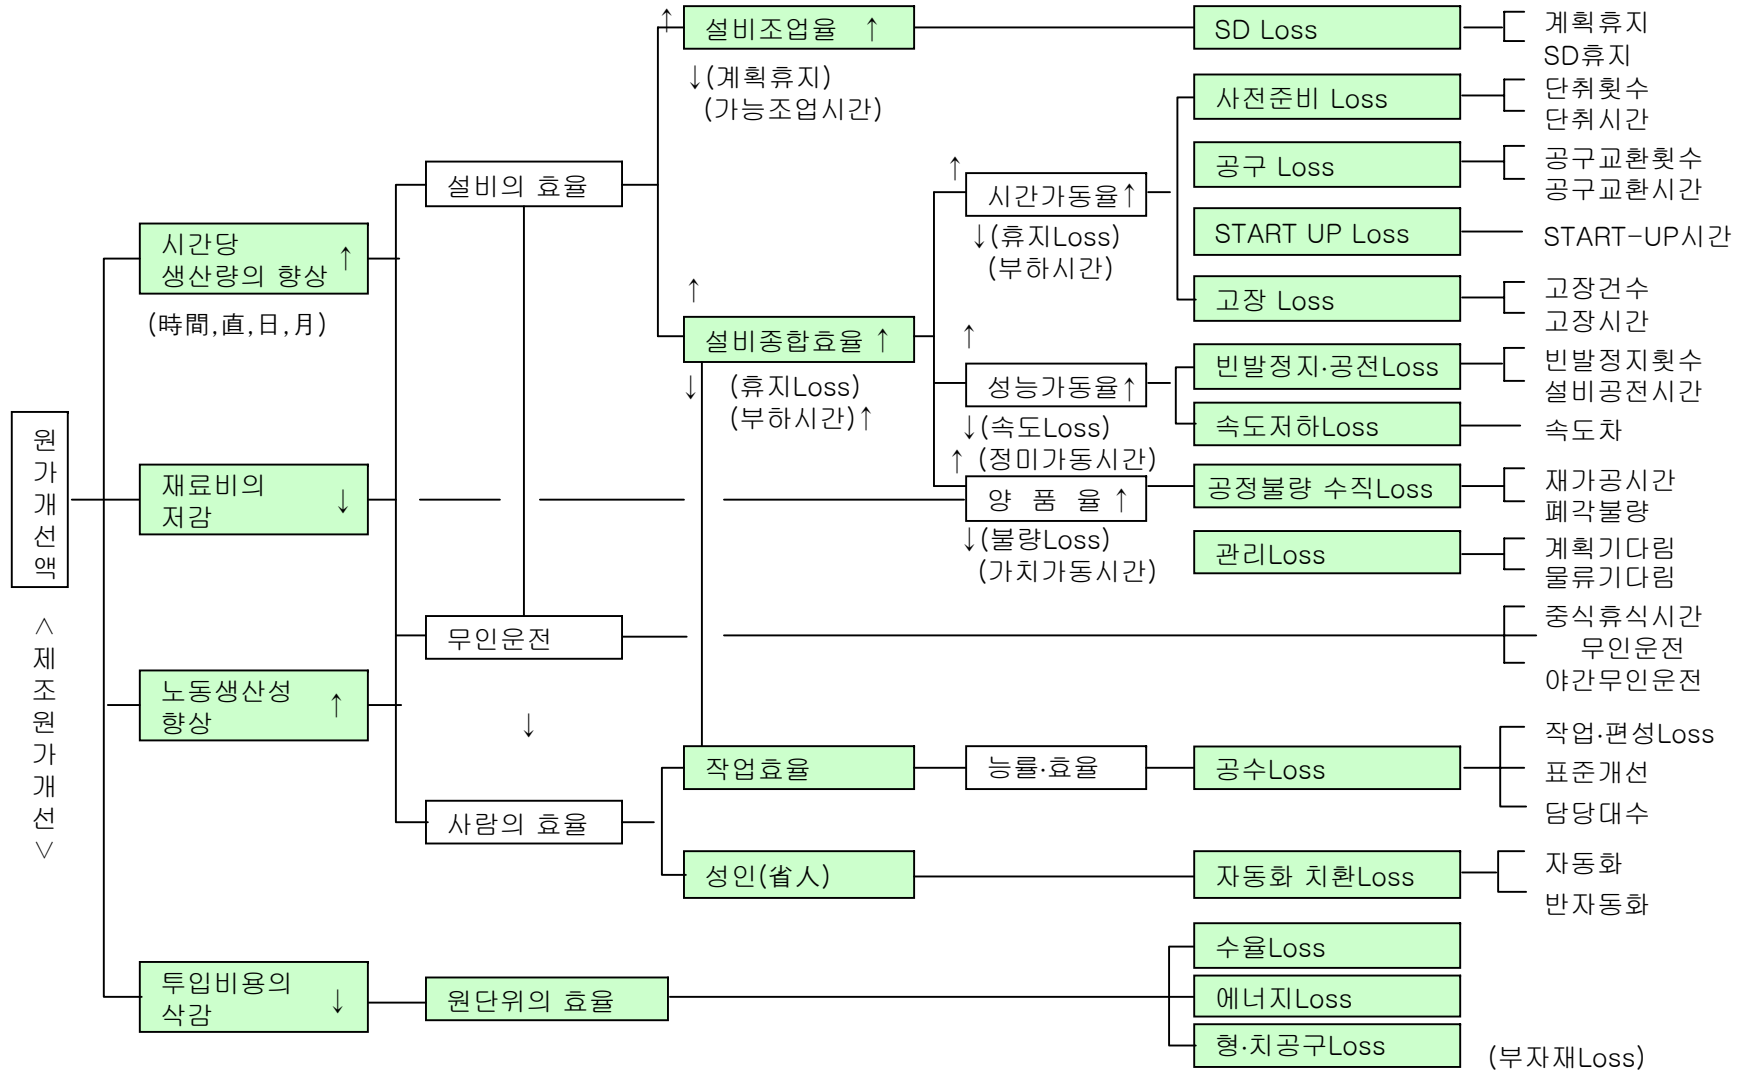 원가개선액
<제조원가개선>
시간당 ↑
생산량의 향상
(時間,直,日,月)
재료비의 ↓
저감
노동생산성 ↑
향상
투입비용의 ↓
삭감
설비의 효율
무인운전
↓
사람의 효율
원단위의 효율
↑
설비조업율 ↑
↓(계획휴지)
(가능조업시간)
↑
설비종합효율 ↑
↓ (휴지Loss)
(부하시간)↑
작업효율
성인(省人)
↑
시간가동율↑
↓(휴지Loss)
(부하시간)
↑
성능가동율↑
↓(속도Loss)
↑ (정미가동시간)
양 품 율 ↑
↓(불량Loss)
(가치가동시간)
능률·효율
SD Loss
사전준비 Loss
공구 Loss
START UP Loss
고장 Loss
빈발정지·공전Loss
속도저하Loss
공정불량 수직Loss
관리Loss
공수Loss
자동화 치환Loss
수율Loss
에너지Loss
형·치공구Loss
(부자재Loss)
계획휴지
SD휴지
단취횟수
단취시간
공구교환횟수
공구교환시간
START-UP시간
고장건수
고장시간
빈발정지횟수
설비공전시간
속도차
재가공시간
폐각불량
계획기다림
물류기다림
중식휴식시간
무인운전
야간무인운전
작업·편성Loss
표준개선
담당대수
자동화
반자동화